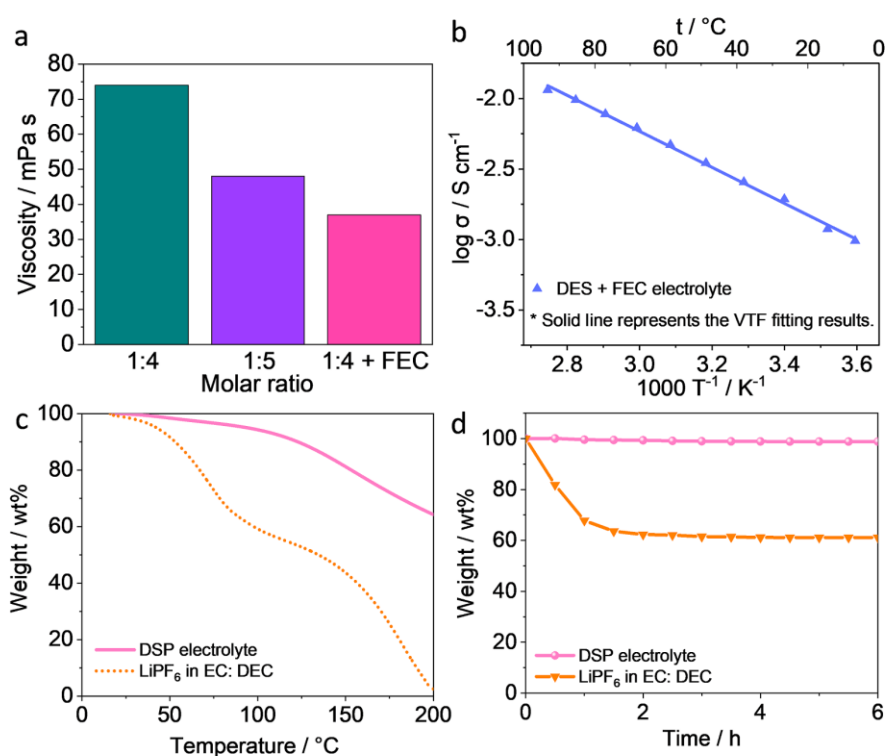 a
Viscosity / mPa s
80
70
60
50
40
30
20
10
0
1:4 1:5 1:4 + FEC
Molar ratio
b
t / °C
100 80 60 40 20 0
log σ / S cm⁻¹
-2.0
-2.5
-3.0
-3.5
DES + FEC electrolyte
* Solid line represents the VTF fitting results.
2.8 3.0 3.2 3.4 3.6
1000 T⁻¹ / K⁻¹
c
Weight / wt%
100
80
60
40
20
0
DSP electrolyte
LiPF₆ in EC: DEC
0 50 100 150 200
Temperature / °C
d
Weight / wt%
100
80
60
40
20
0
DSP electrolyte
LiPF₆ in EC: DEC
0 2 4 6
Time / h